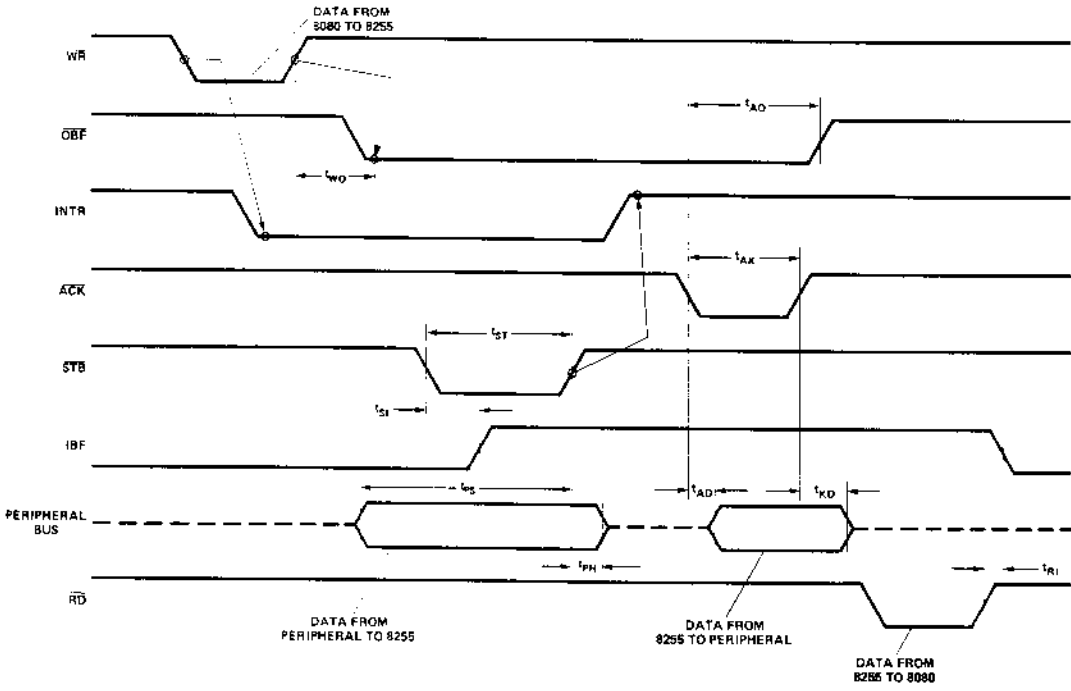 DATA FROM
8080 TO 8255
WR
tAO
OBF
tWO
INTR
tAK
ACK
tST
STB
tSI
IBF
tPS
tAD
tKD
PERIPHERAL
BUS
tPH
tRI
RD
DATA FROM
PERIPHERAL TO 8255
DATA FROM
8255 TO PERIPHERAL
DATA FROM
8255 TO 8080